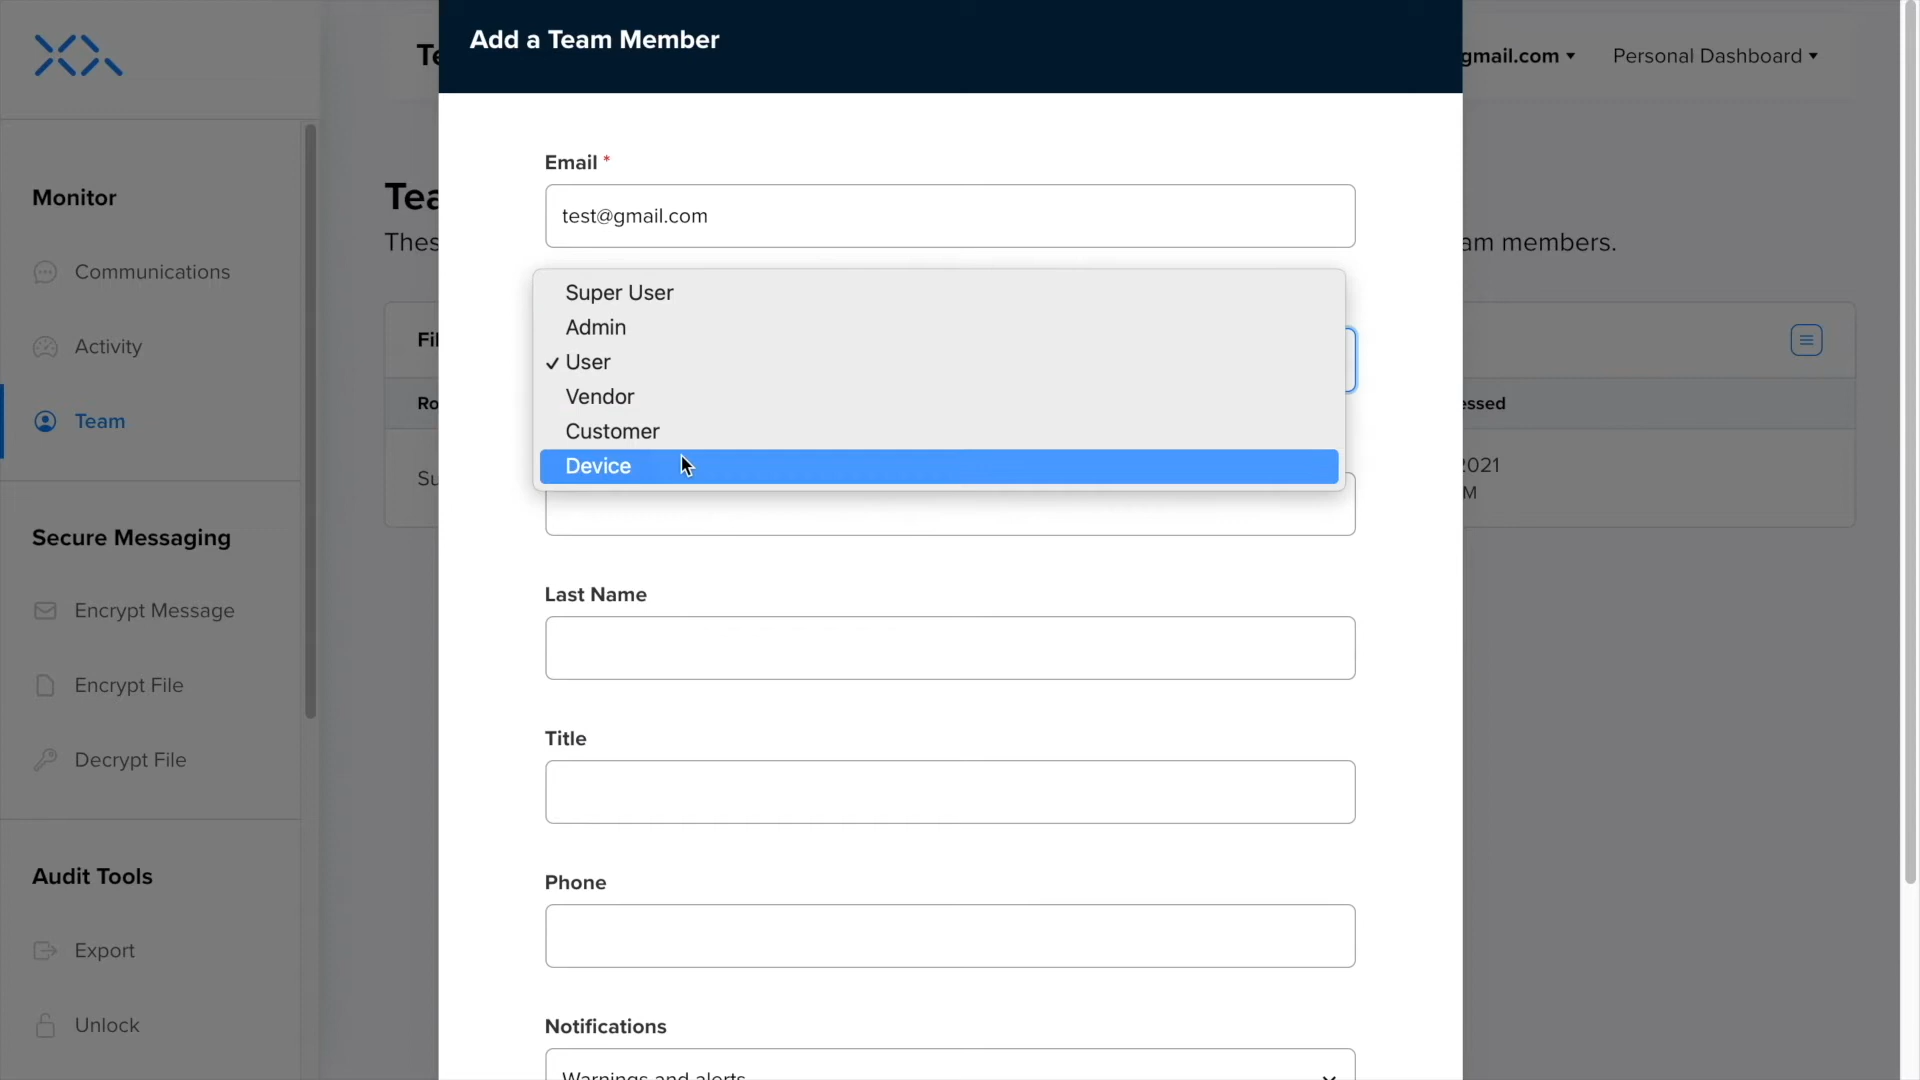 Add a Team Member
gmail.com
Personal Dashboard
Monitor
Communications
Activity
Team
Secure Messaging
Encrypt Message
Encrypt File
Decrypt File
Audit Tools
Export
Unlock
Email *
test@gmail.com
Super User
Admin
✓ User
Vendor
Customer
Device
Last Name
Title
Phone
Notifications
Warnings and alerts
Te
Tea
Thes
am members.
Fil
Ro
essed
Su
2021
M